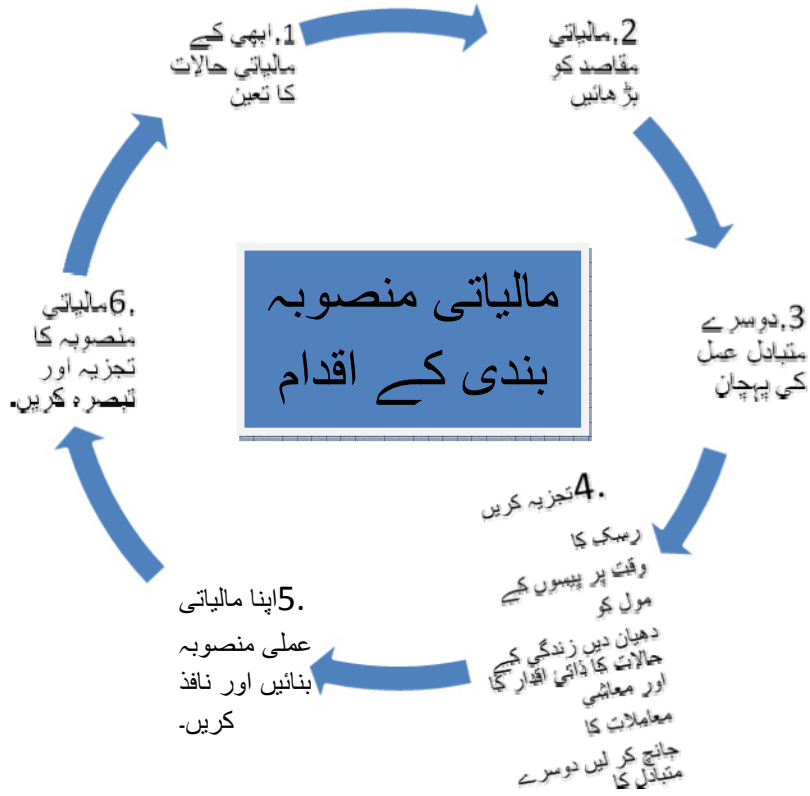 مالیاتی منصوبہ
بندی کے اقدام
1.ابھی کے
مالیاتی حالات
کا تعین
2.مالیاتی
مقاصد کو
بڑھائیں
3.دوسرے
متبادل عمل
کی پہچان
4.تجزیہ کریں
رسک کا
وقت پر پیسوں کے
مول کو
دھیان دیں زندگی کے
حالات کا ذاتی اقدار کا
اور معاشی
معاملات کا
جانچ کر لیں دوسرے
متبادل کا
5.اپنا مالیاتی
عملی منصوبہ
بنائیں اور نافذ
کریں۔
6.مالیاتی
منصوبہ کا
تجزیہ اور
تبصرہ کریں.